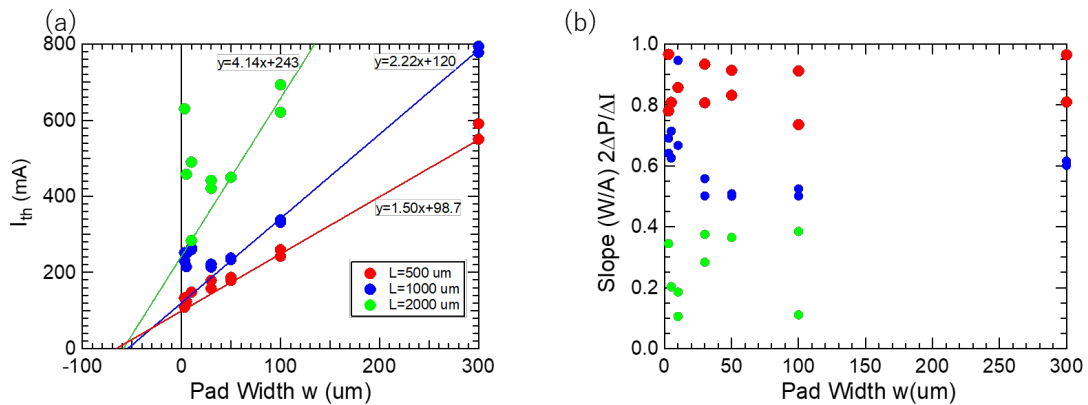 (a)
800
600
400
200
0
I_th (mA)
y=4.14x+243
y=2.22x+120
y=1.50x+98.7
L=500 um
L=1000 um
L=2000 um
-100
0
100
200
300
Pad Width w (um)
(b)
1.0
0.8
0.6
0.4
0.2
0.0
Slope (W/A) 2ΔP/ΔI
0
50
100
150
200
250
300
Pad Width w(um)